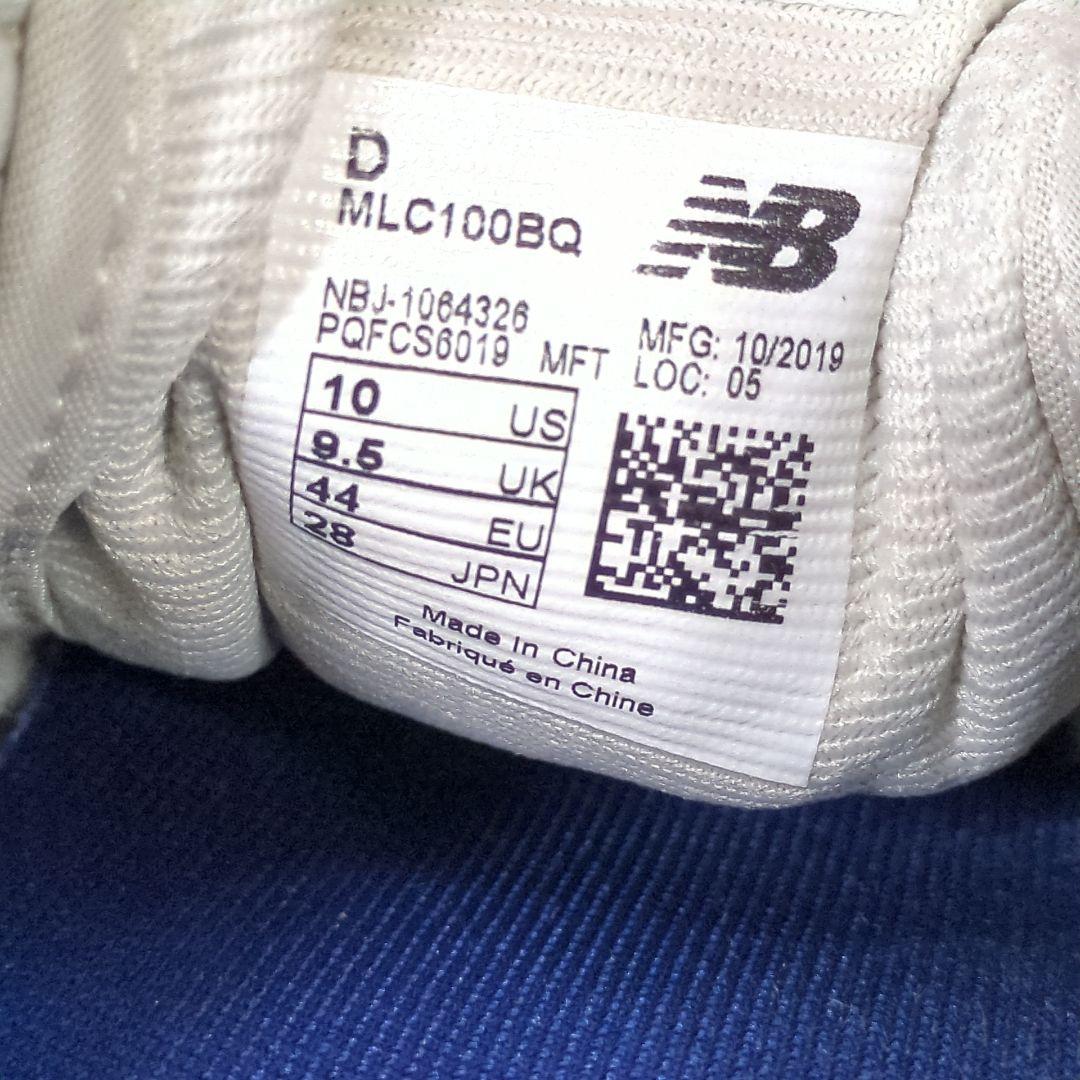 D
MLC100BQ
NB
NBJ-1064326
PQFCS6019 MFT
MFG: 10/2019
LOC: 05
10 US
9.5 UK
44 EU
28 JPN
Made In China
Fabriqué en Chine